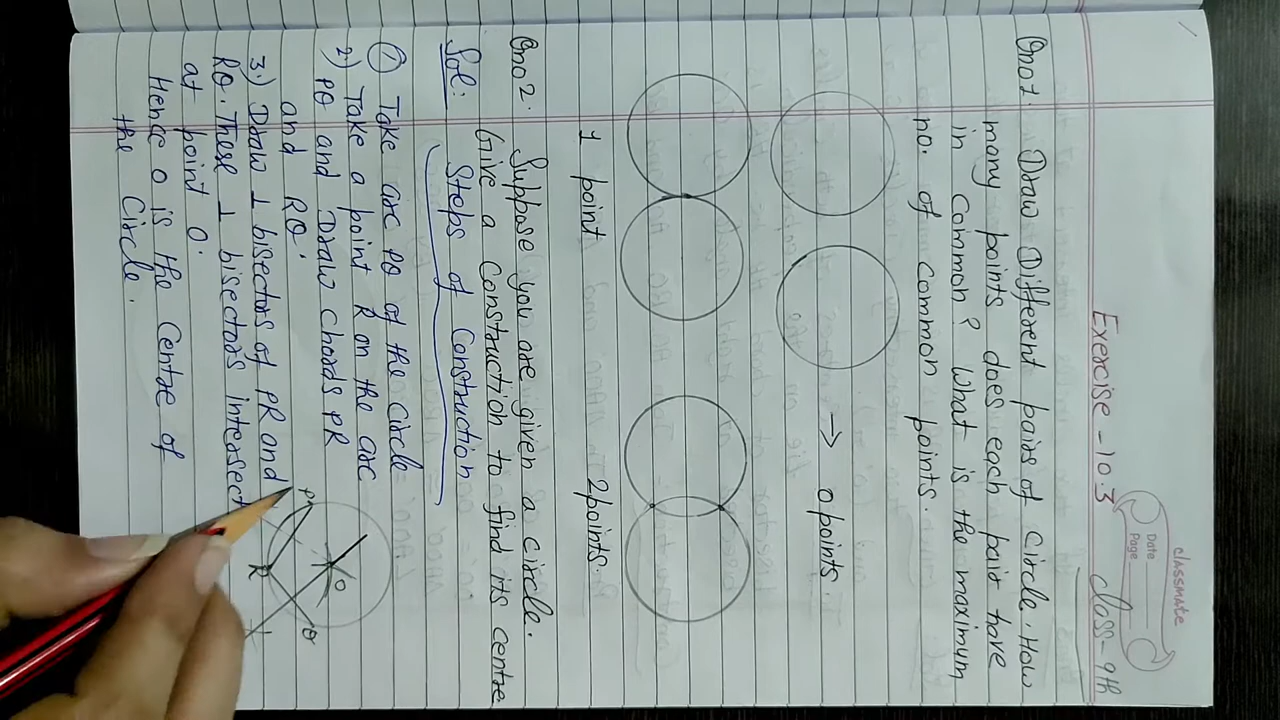 classmate
Date
Page
Exercise - 10.3 Class - 9th
Qno1. Draw Different pairs of Circle. How
many points does each pair have
in Common? What is the maximum
no. of common points.
→ 0 points.
1 point 2 points.
Qno 2. Suppose you are given a circle.
Give a Construction to find its centre
Sol: Steps of Construction
① Take arc PQ of the circle
2) Take a point R on the arc
PQ and Draw chords PR
and RQ.
3.) Draw ⊥ bisectors of PR and
RQ. These ⊥ bisectors intersect
at point O.
Hence O is the Centre of
the Circle.
P
O
R
Q